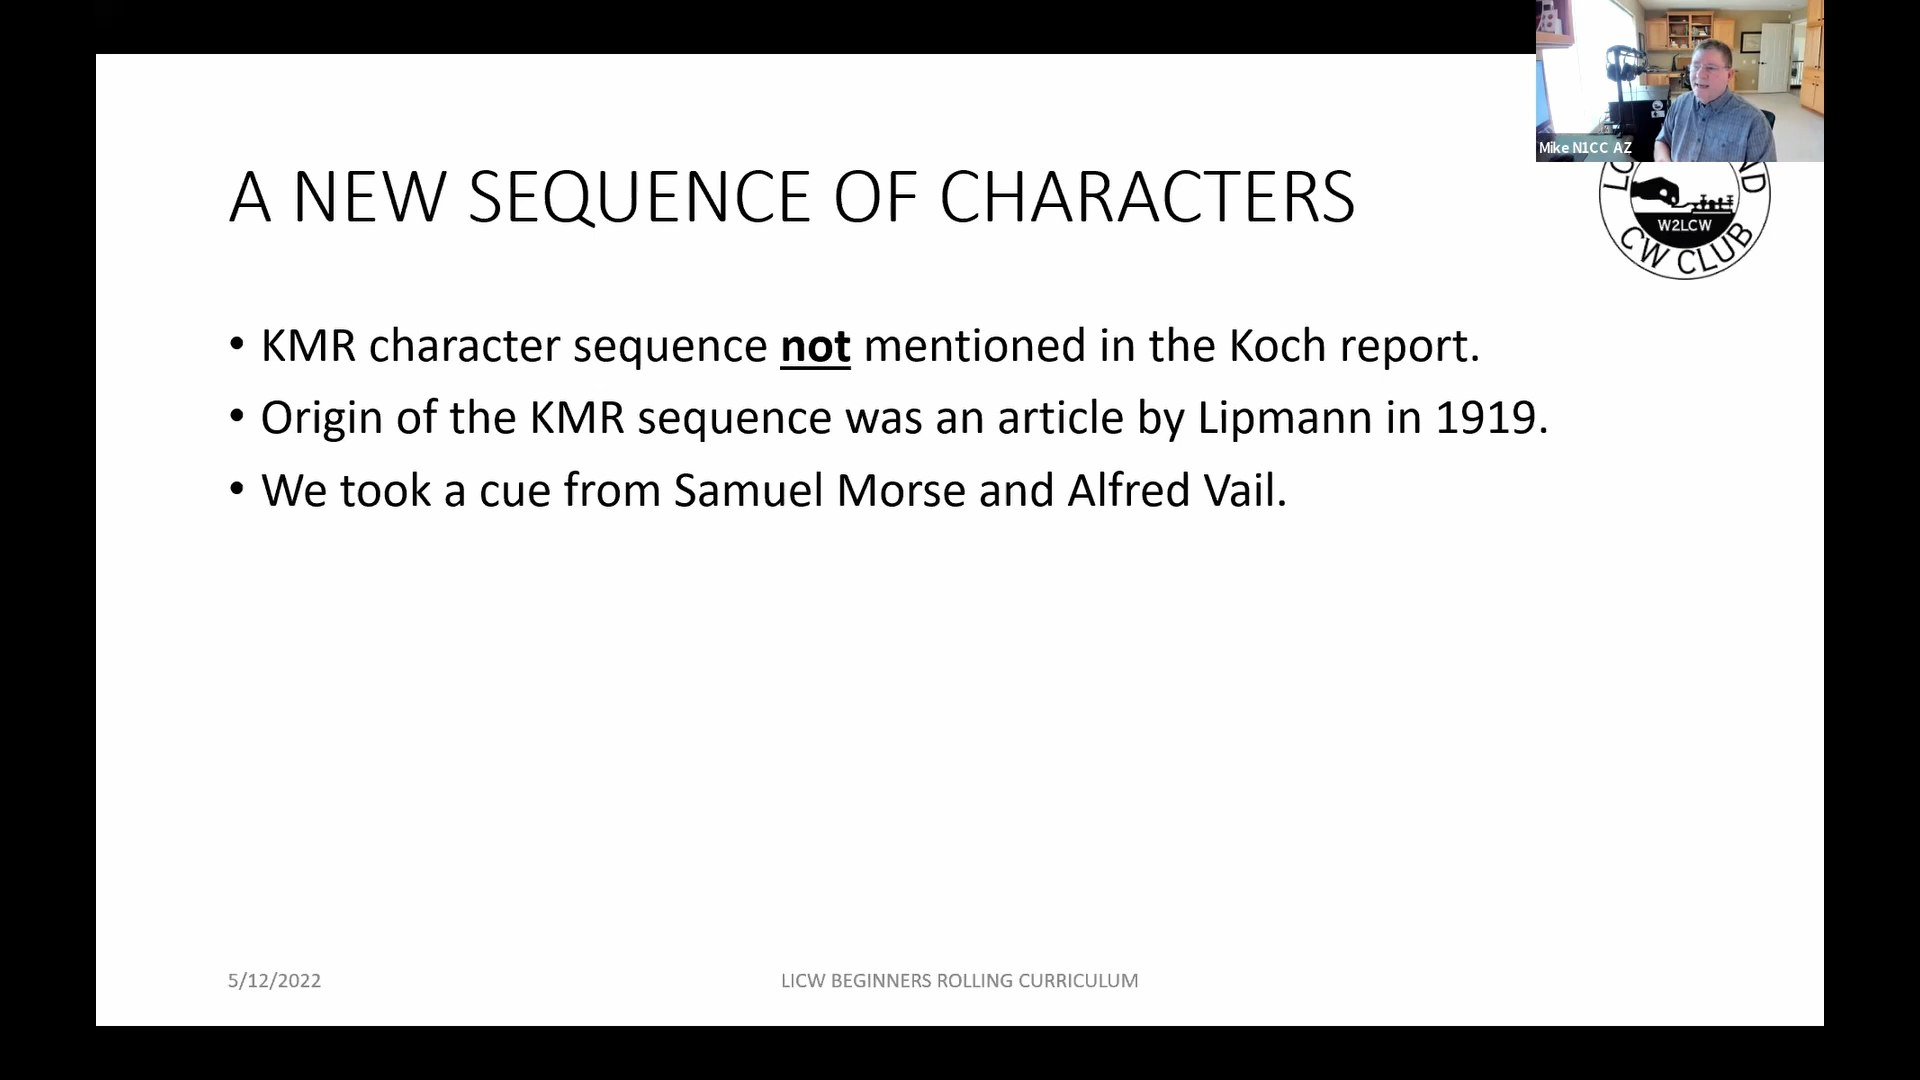 Mike N1CC AZ
A NEW SEQUENCE OF CHARACTERS
W2LCW
CW CLUB
• KMR character sequence not mentioned in the Koch report.
• Origin of the KMR sequence was an article by Lipmann in 1919.
• We took a cue from Samuel Morse and Alfred Vail.
5/12/2022
LICW BEGINNERS ROLLING CURRICULUM